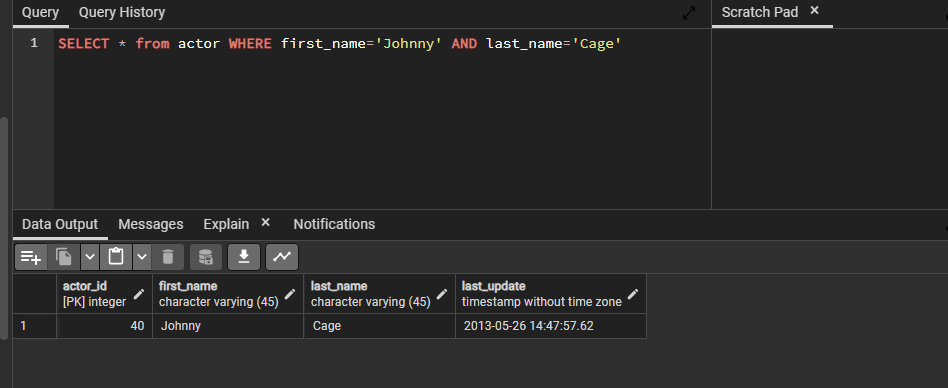 Query Query History Scratch Pad ×
1 SELECT * from actor WHERE first_name='Johnny' AND last_name='Cage'
Data Output Messages Explain × Notifications
actor_id first_name last_name last_update
[PK] integer character varying (45) character varying (45) timestamp without time zone
1 40 Johnny Cage 2013-05-26 14:47:57.62